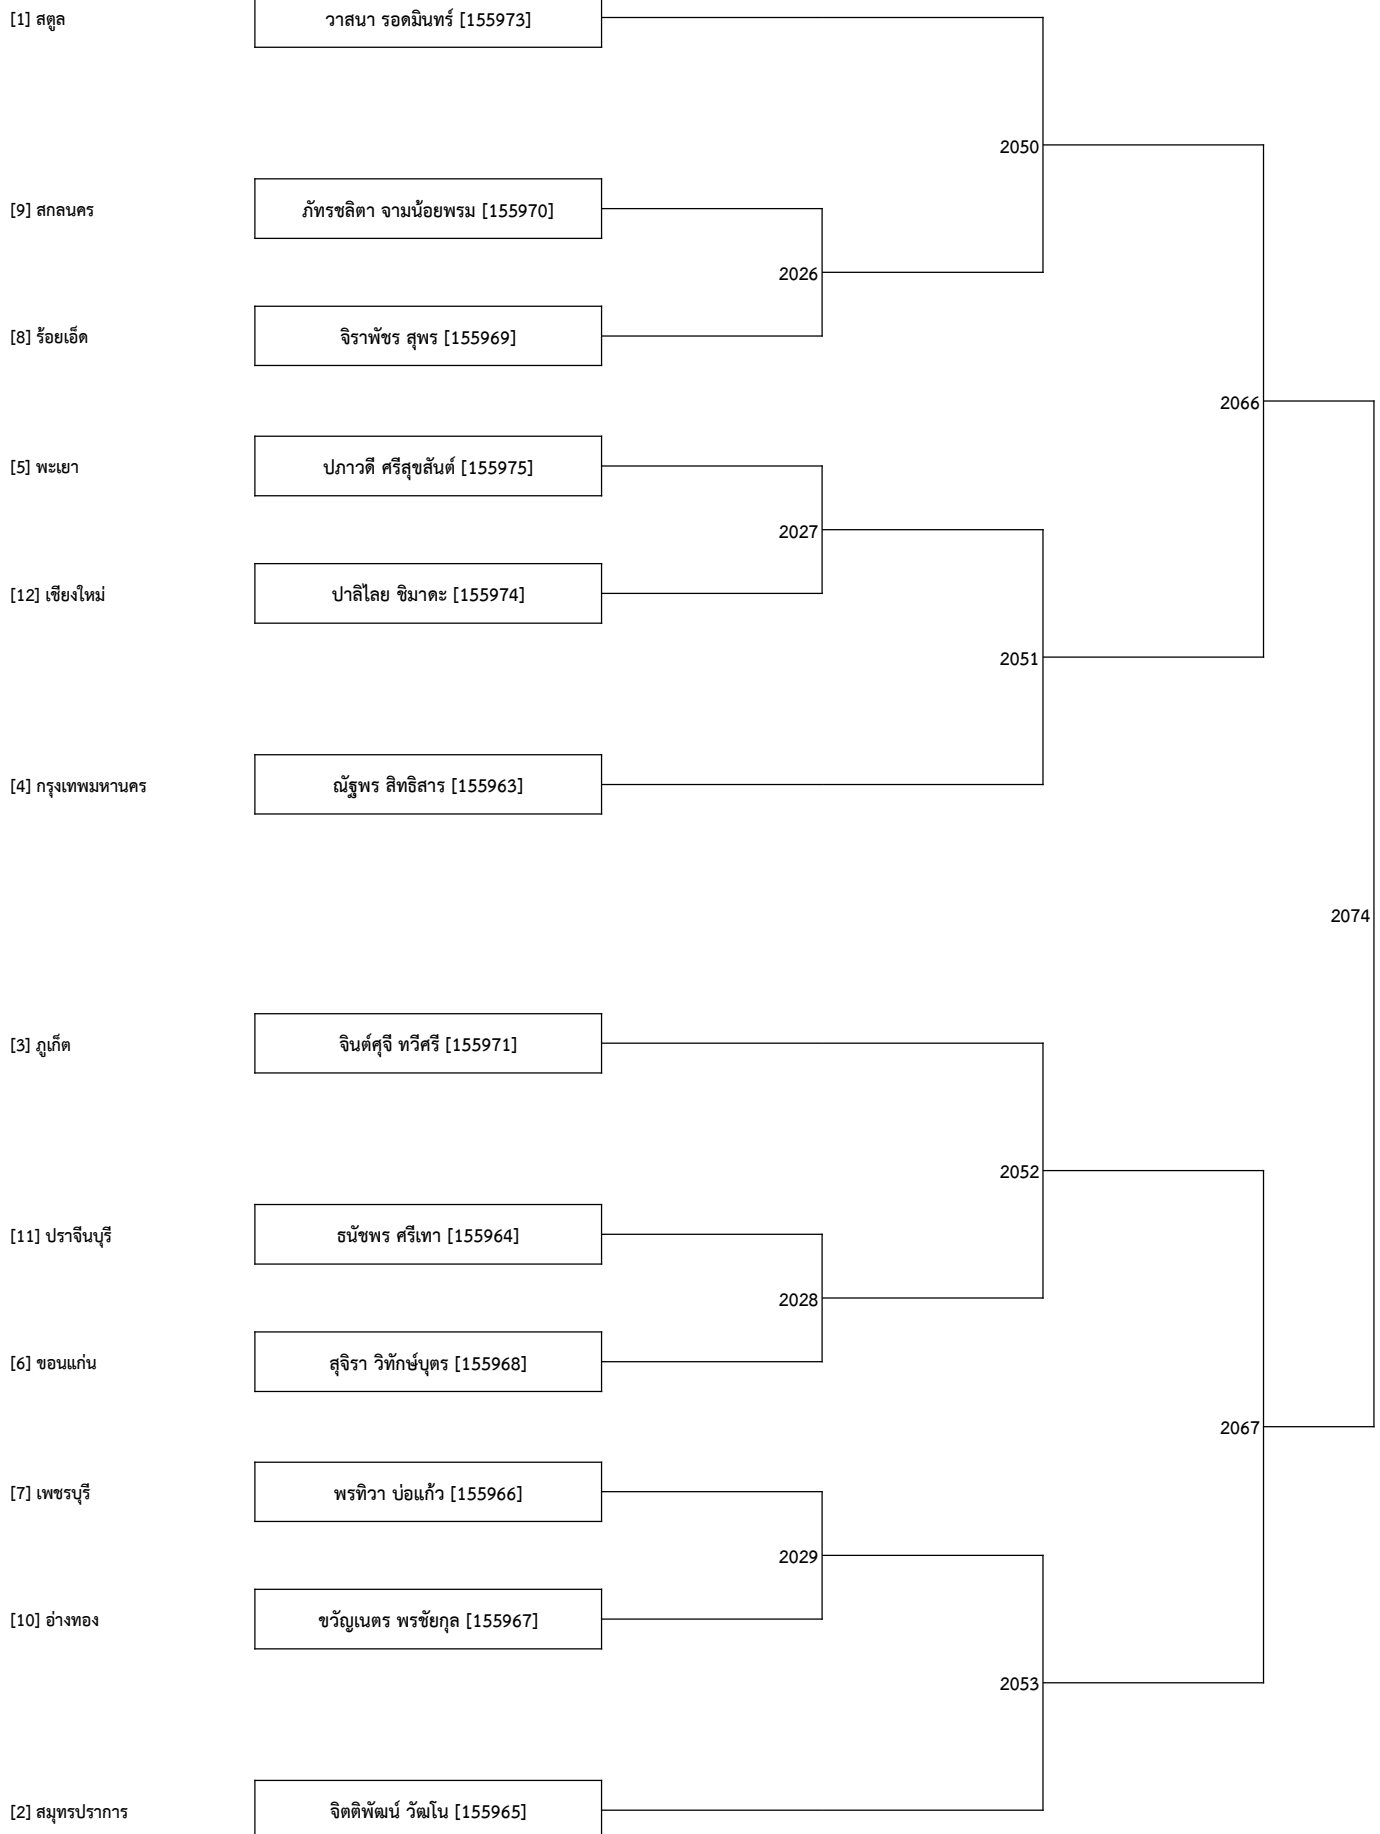 [1] สตูล
วาสนา รอดมินทร์ [155973]
2050
[9] สกลนคร
ภัทรชลิตา จามน้อยพรม [155970]
2026
[8] ร้อยเอ็ด
จิราพัชร สุพร [155969]
2066
[5] พะเยา
ปภาวดี ศรีสุขสันต์ [155975]
2027
[12] เชียงใหม่
ปาลิไลย ชิมาดะ [155974]
2051
[4] กรุงเทพมหานคร
ณัฐพร สิทธิสาร [155963]
2074
[3] ภูเก็ต
จินต์ศุจี ทวีศรี [155971]
2052
[11] ปราจีนบุรี
ธนัชพร ศรีเทา [155964]
2028
[6] ขอนแก่น
สุจิรา วิทักษ์บุตร [155968]
2067
[7] เพชรบุรี
พรทิวา บ่อแก้ว [155966]
2029
[10] อ่างทอง
ขวัญเนตร พรชัยกุล [155967]
2053
[2] สมุทรปราการ
จิตติพัฒน์ วัฒโน [155965]